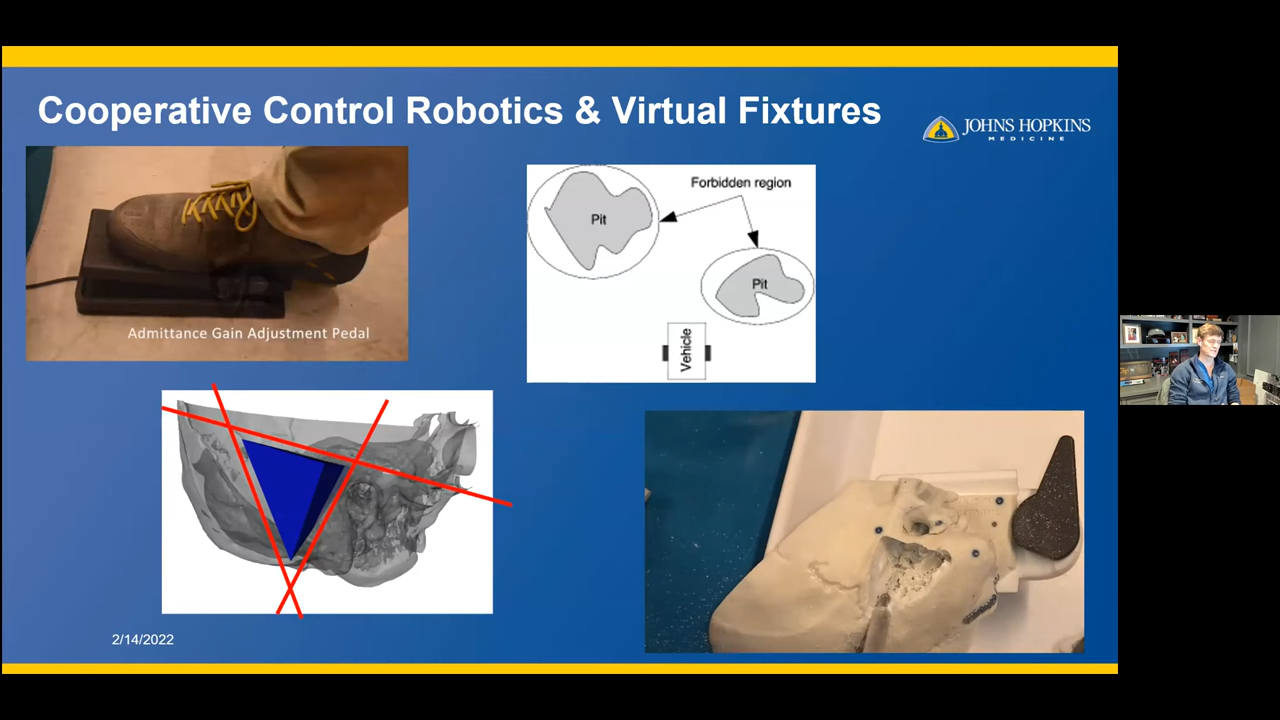 Cooperative Control Robotics & Virtual Fixtures
JOHNS HOPKINS
MEDICINE
Admittance Gain Adjustment Pedal
Forbidden region
Pit
Pit
Vehicle
2/14/2022